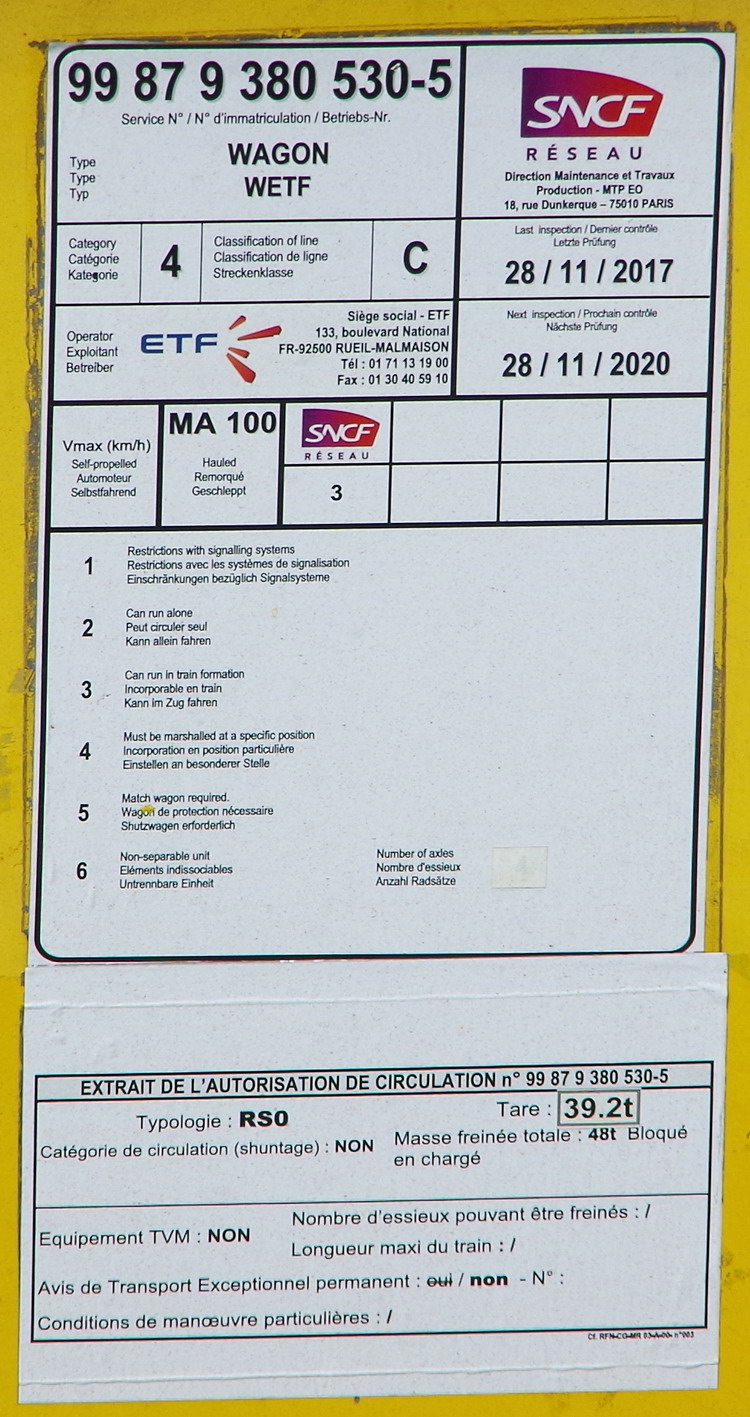 99 87 9 380 530-5
Service N° / N° d'immatriculation / Betriebs-Nr.
Type
Type
Typ
WAGON
WETF
SNCF
RÉSEAU
Direction Maintenance et Travaux
Production - MTP EO
18, rue Dunkerque – 75010 PARIS
Category
Catégorie
Kategorie
4
Classification of line
Classification de ligne
Streckenklasse
C
Last inspection / Dernier contrôle
Letzte Prüfung
28 / 11 / 2017
Operator
Exploitant
Betreiber
ETF
Siège social - ETF
133, boulevard National
FR-92500 RUEIL-MALMAISON
Tél : 01 71 13 19 00
Fax : 01 30 40 59 10
Next inspection / Prochain contrôle
Nächste Prüfung
28 / 11 / 2020
Vmax (km/h)
Self-propelled
Automoteur
Selbstfahrend
MA 100
Hauled
Remorqué
Geschleppt
SNCF
RÉSEAU
3
1
Restrictions with signalling systems
Restrictions avec les systèmes de signalisation
Einschränkungen bezüglich Signalsysteme
2
Can run alone
Peut circuler seul
Kann allein fahren
3
Can run in train formation
Incorporable en train
Kann im Zug fahren
4
Must be marshalled at a specific position
Incorporation en position particulière
Einstellen an besonderer Stelle
5
Match wagon required.
Wagon de protection nécessaire
Shutzwagen erforderlich
6
Non-separable unit
Eléments indissociables
Untrennbare Einheit
Number of axles
Nombre d'essieux
Anzahl Radsätze
4
EXTRAIT DE L'AUTORISATION DE CIRCULATION n° 99 87 9 380 530-5
Typologie : RS0
Tare : 39.2t
Catégorie de circulation (shuntage) : NON
Masse freinée totale : 48t Bloqué
en chargé
Equipement TVM : NON
Nombre d'essieux pouvant être freinés : /
Longueur maxi du train : /
Avis de Transport Exceptionnel permanent : oui / non - N° :
Conditions de manœuvre particulières : /
Cf. RFN-CG-MR 03-A-00- n°003